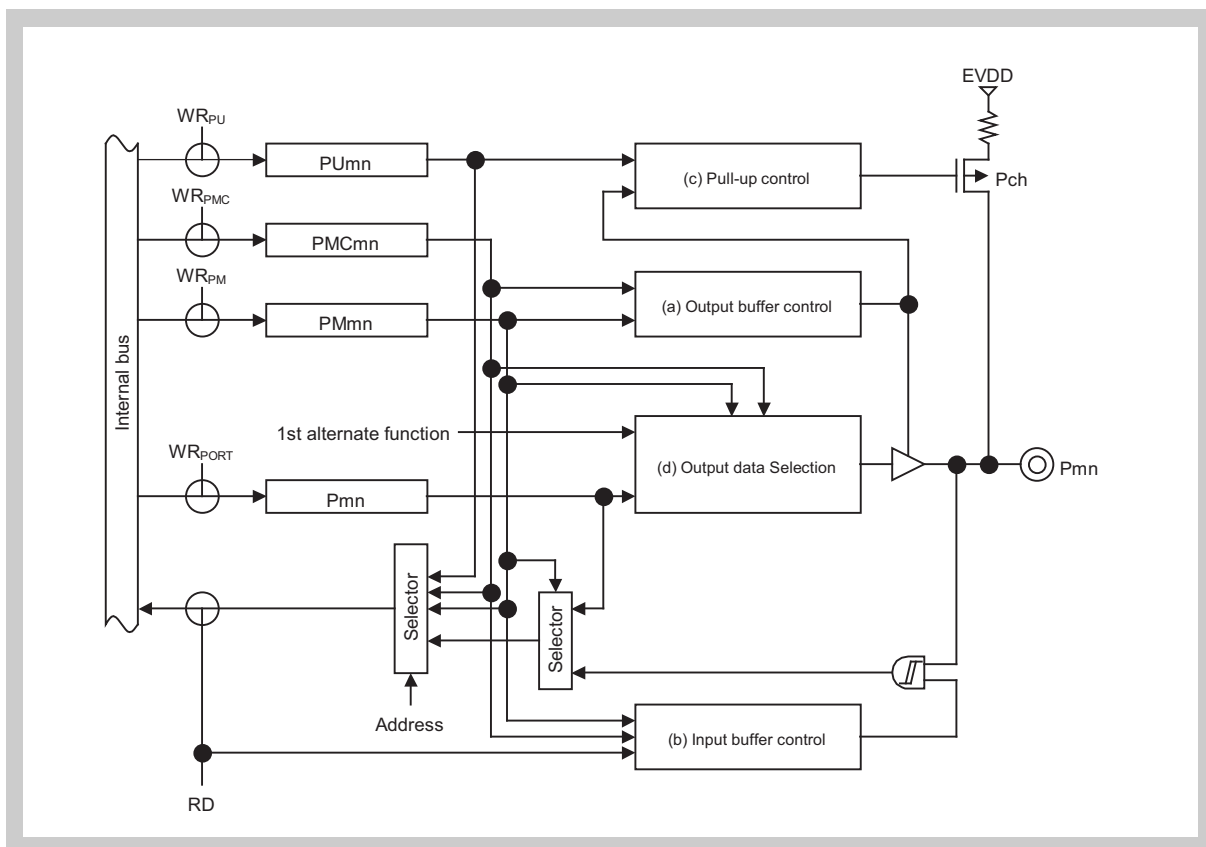 EVDD
WRPU
PUmn
(c) Pull-up control
Pch
WRPMC
PMCmn
WRPM
PMmn
(a) Output buffer control
Internal bus
1st alternate function
WRPORT
Pmn
(d) Output data Selection
Pmn
Selector
Selector
Address
(b) Input buffer control
RD